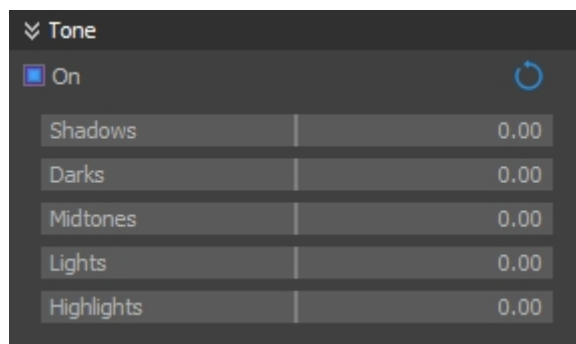 Tone
On
Shadows 0.00
Darks 0.00
Midtones 0.00
Lights 0.00
Highlights 0.00